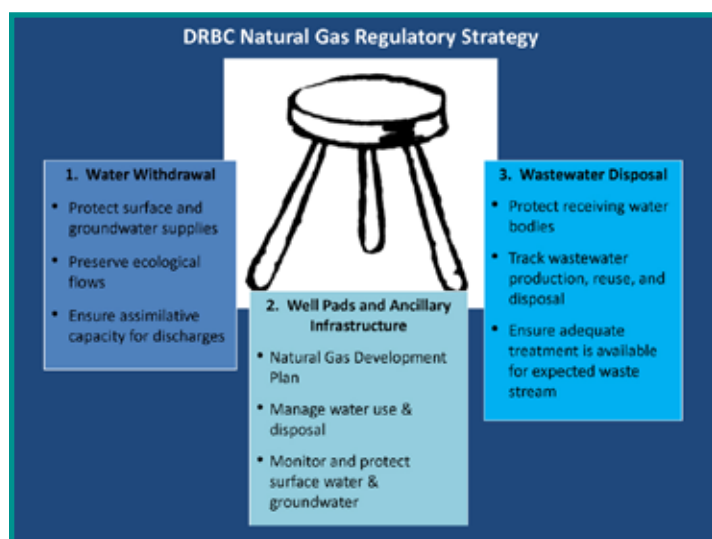 DRBC Natural Gas Regulatory Strategy
1. Water Withdrawal
• Protect surface and
groundwater supplies
• Preserve ecological
flows
• Ensure assimilative
capacity for discharges
2. Well Pads and Ancillary
Infrastructure
• Natural Gas Development
Plan
• Manage water use &
disposal
• Monitor and protect
surface water &
groundwater
3. Wastewater Disposal
• Protect receiving water
bodies
• Track wastewater
production, reuse, and
disposal
• Ensure adequate
treatment is available
for expected waste
stream